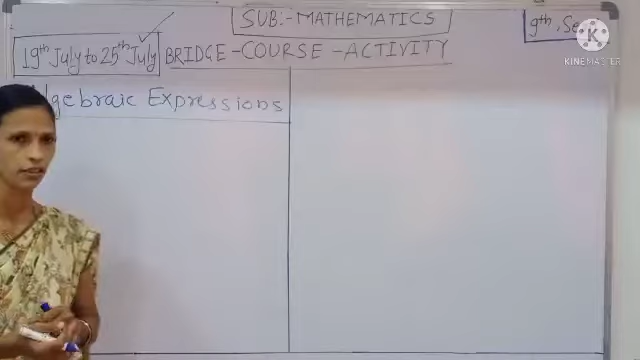 SUB:- MATHEMATICS
9th, Se
KINEMASTER
19th July to 25th July
BRIDGE-COURSE-ACTIVITY
Algebraic Expressions